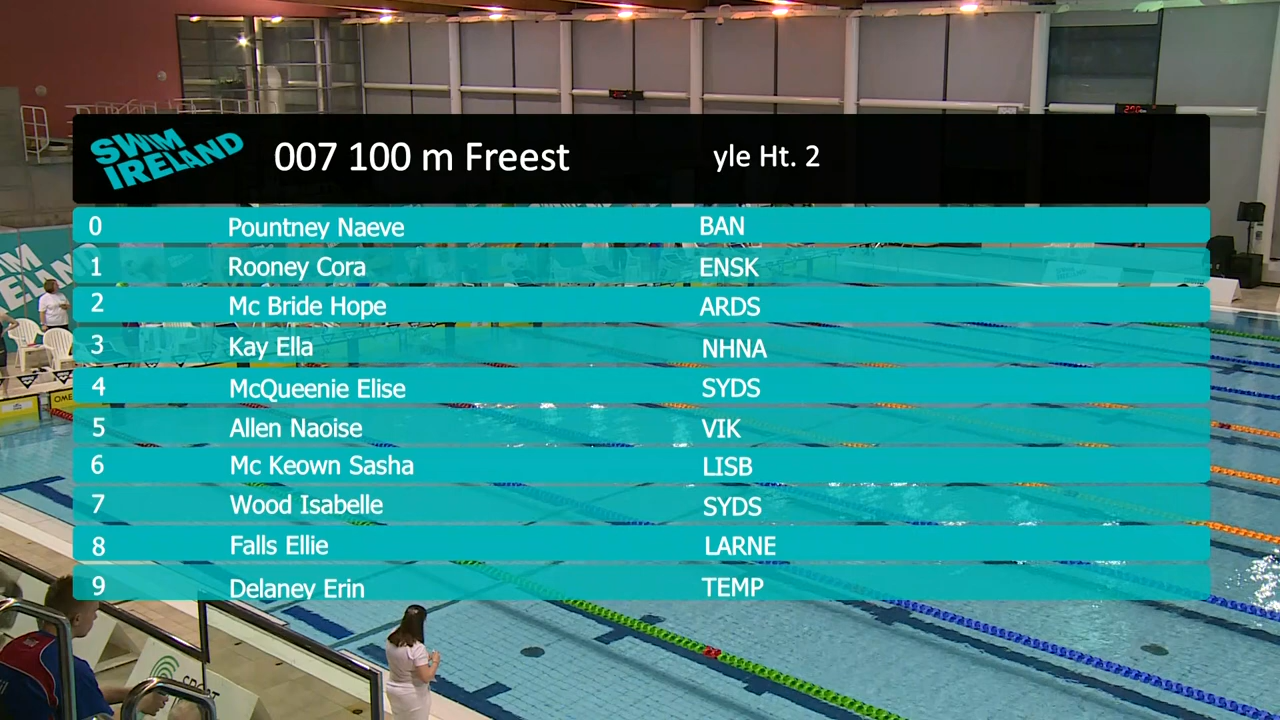 SWIM
IRELAND
007 100 m Freest yle Ht. 2
0 Pountney Naeve BAN
1 Rooney Cora ENSK
2 Mc Bride Hope ARDS
3 Kay Ella NHNA
4 McQueenie Elise SYDS
5 Allen Naoise VIK
6 Mc Keown Sasha LISB
7 Wood Isabelle SYDS
8 Falls Ellie LARNE
9 Delaney Erin TEMP
OME
SPORT